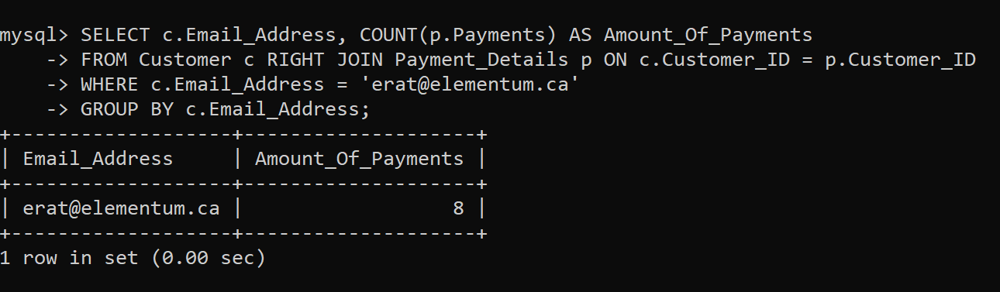 mysql> SELECT c.Email_Address, COUNT(p.Payments) AS Amount_Of_Payments
    -> FROM Customer c RIGHT JOIN Payment_Details p ON c.Customer_ID = p.Customer_ID
    -> WHERE c.Email_Address = 'erat@elementum.ca'
    -> GROUP BY c.Email_Address;
+-------------------+--------------------+
| Email_Address     | Amount_Of_Payments |
+-------------------+--------------------+
| erat@elementum.ca |                  8 |
+-------------------+--------------------+
1 row in set (0.00 sec)